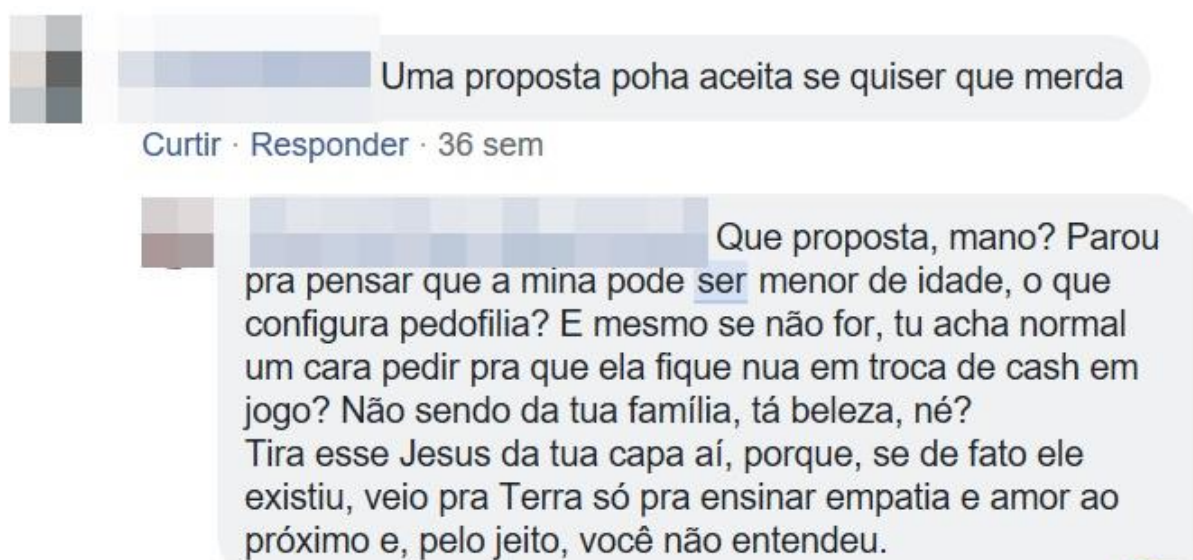 Uma proposta poha aceita se quiser que merda
Curtir · Responder · 36 sem
Que proposta, mano? Parou
pra pensar que a mina pode ser menor de idade, o que
configura pedofilia? E mesmo se não for, tu acha normal
um cara pedir pra que ela fique nua em troca de cash em
jogo? Não sendo da tua família, tá beleza, né?
Tira esse Jesus da tua capa aí, porque, se de fato ele
existiu, veio pra Terra só pra ensinar empatia e amor ao
próximo e, pelo jeito, você não entendeu.